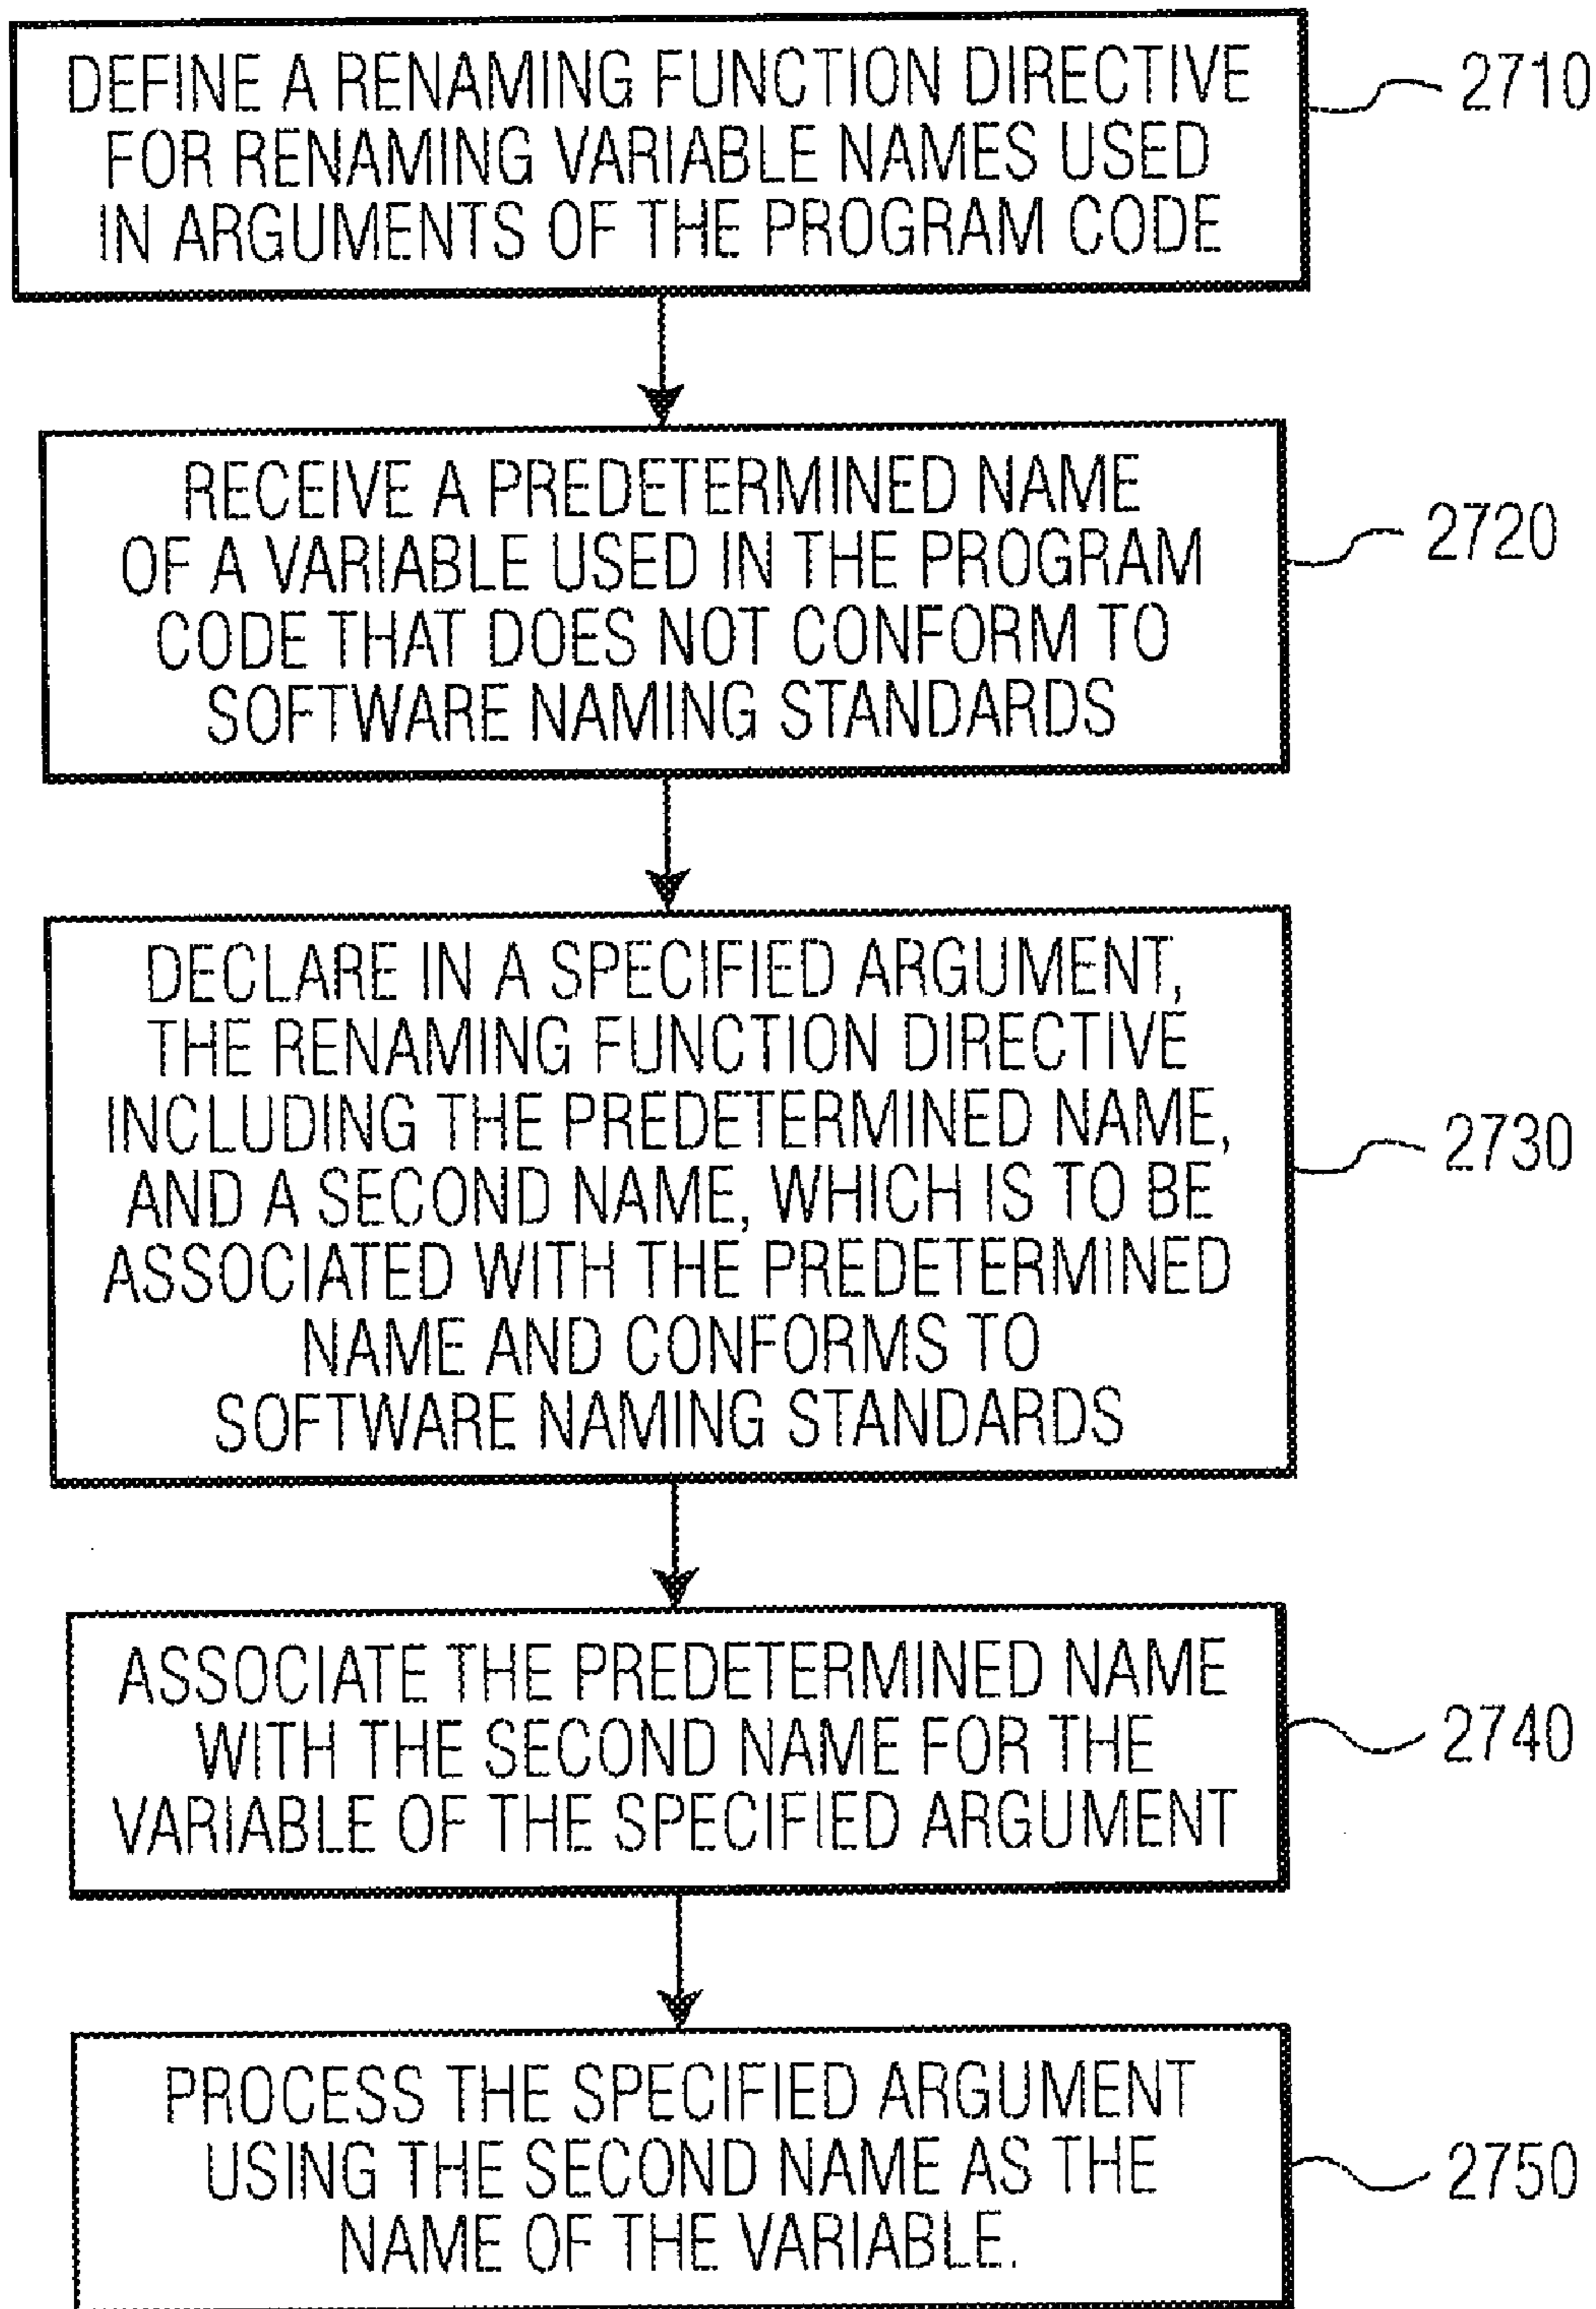 DEFINE A RENAMING FUNCTION DIRECTIVE
FOR RENAMING VARIABLE NAMES USED
IN ARGUMENTS OF THE PROGRAM CODE
2710
RECEIVE A PREDETERMINED NAME
OF A VARIABLE USED IN THE PROGRAM
CODE THAT DOES NOT CONFORM TO
SOFTWARE NAMING STANDARDS
2720
DECLARE IN A SPECIFIED ARGUMENT,
THE RENAMING FUNCTION DIRECTIVE
INCLUDING THE PREDETERMINED NAME,
AND A SECOND NAME, WHICH IS TO BE
ASSOCIATED WITH THE PREDETERMINED
NAME AND CONFORMS TO
SOFTWARE NAMING STANDARDS
2730
ASSOCIATE THE PREDETERMINED NAME
WITH THE SECOND NAME FOR THE
VARIABLE OF THE SPECIFIED ARGUMENT
2740
PROCESS THE SPECIFIED ARGUMENT
USING THE SECOND NAME AS THE
NAME OF THE VARIABLE.
2750